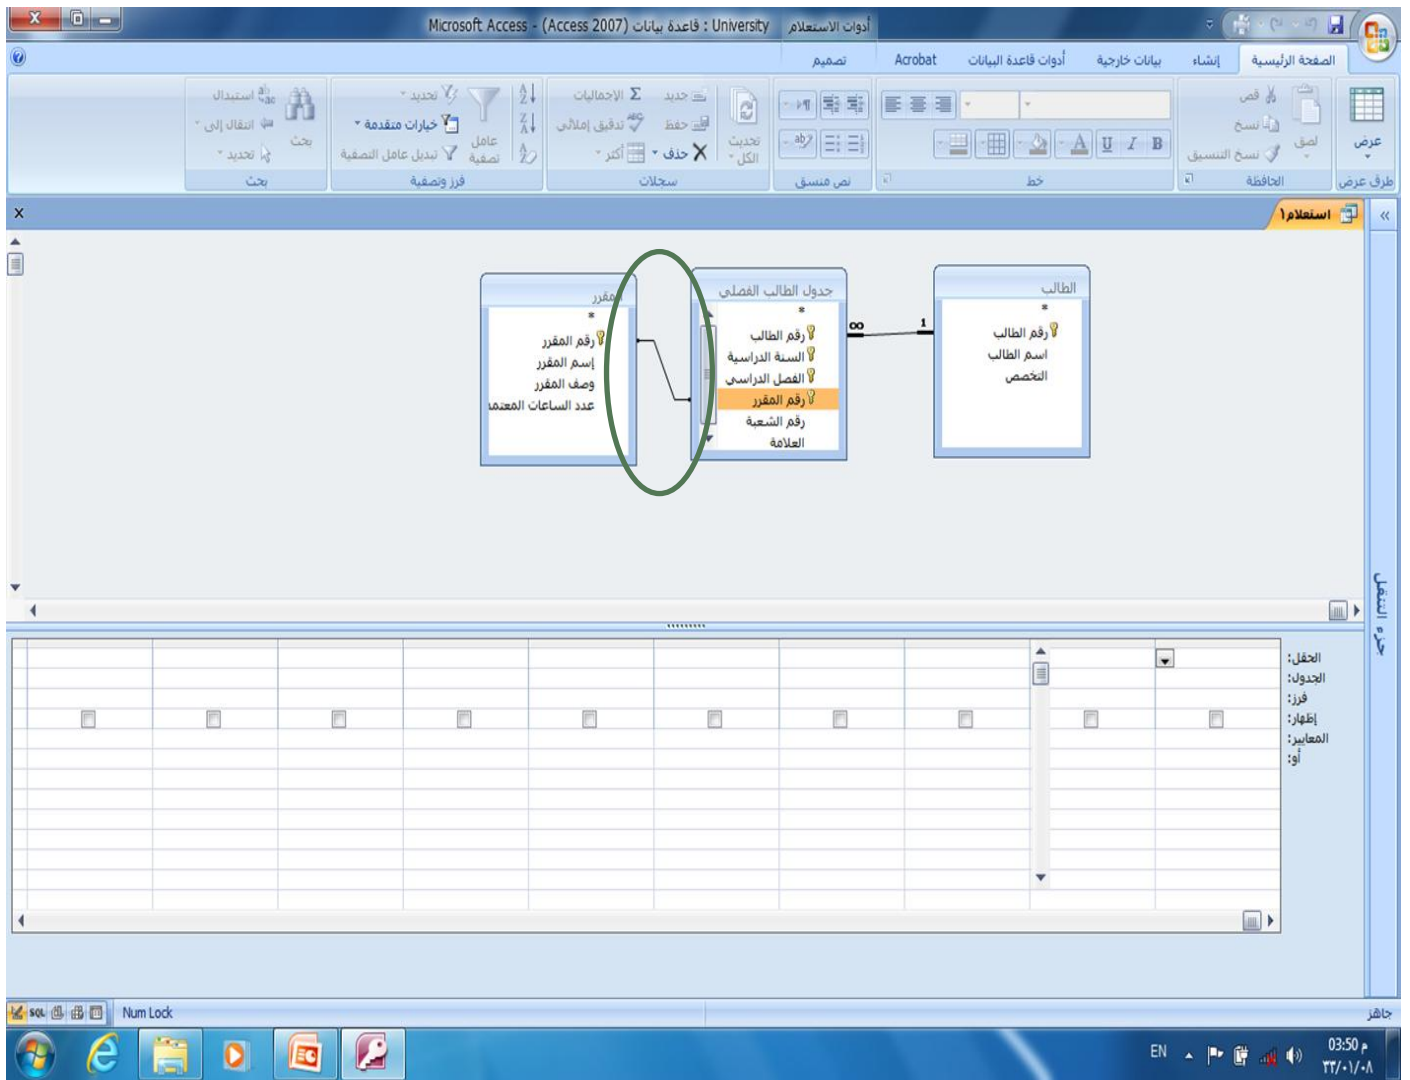 أدوات الاستعلام
Microsoft Access - (Access 2007) قاعدة بيانات : University
الصفحة الرئيسية
إنشاء
بيانات خارجية
أدوات قاعدة البيانات
Acrobat
تصميم
عرض
طرق عرض
لصق
قص
نسخ
نسخ التنسيق
الحافظة
B I U A
خط
نص منسق
تحديث الكل
جديد
حفظ
حذف
الإجماليات
تدقيق إملائي
أكثر
سجلات
عامل تصفية
تحديد
خيارات متقدمة
تبديل عامل التصفية
فرز وتصفية
بحث
استبدال
انتقال إلى
تحديد
بحث
استعلام١
x
الطالب
*
رقم الطالب
اسم الطالب
التخصص
1
∞
جدول الطالب الفصلي
*
رقم الطالب
السنة الدراسية
الفصل الدراسي
رقم المقرر
رقم الشعبة
العلامة
المقرر
*
رقم المقرر
إسم المقرر
وصف المقرر
عدد الساعات المعتمد
جزء التنقل
الحقل:
الجدول:
فرز:
إظهار:
المعايير:
أو:
جاهز
Num Lock
SQL
EN
03:50 م
٣٣/٠١/٠٨